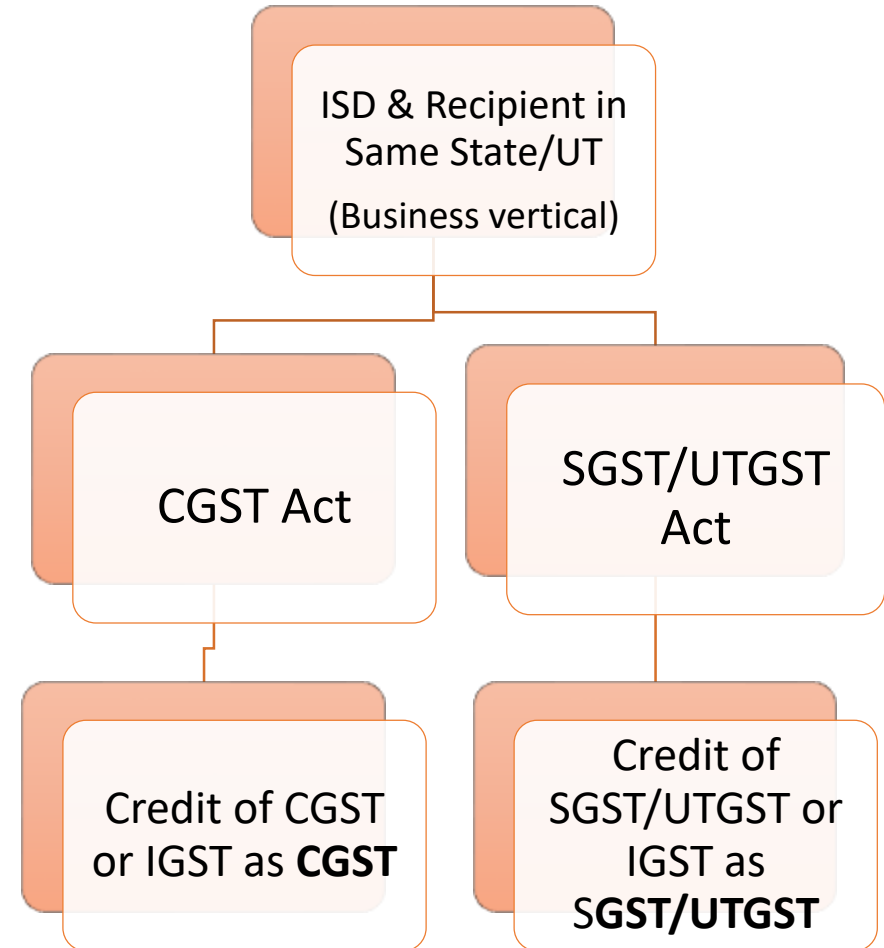 ISD & Recipient in
Same State/UT
(Business vertical)
CGST Act
SGST/UTGST
Act
Credit of CGST
or IGST as CGST
Credit of
SGST/UTGST or
IGST as
SGST/UTGST